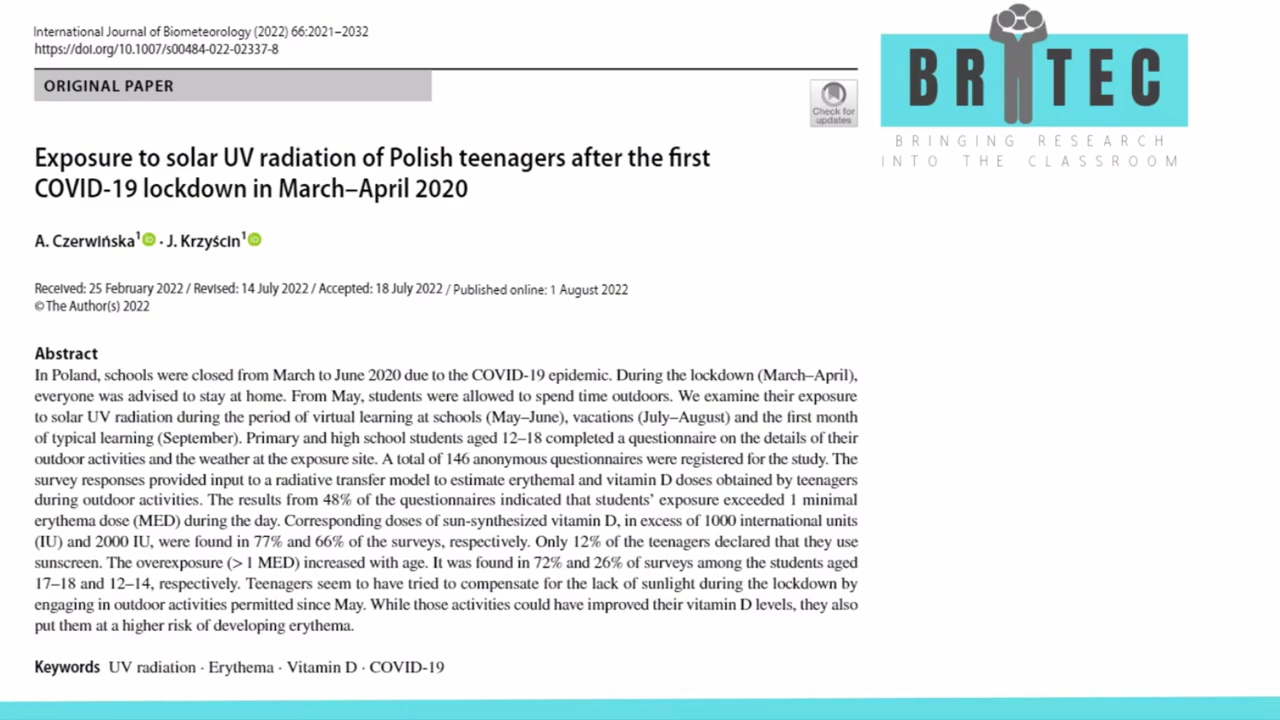 International Journal of Biometeorology (2022) 66:2021–2032
https://doi.org/10.1007/s00484-022-02337-8
ORIGINAL PAPER
Check for
updates
BRITEC
BRINGING RESEARCH
INTO THE CLASSROOM
Exposure to solar UV radiation of Polish teenagers after the first
COVID-19 lockdown in March–April 2020
A. Czerwińska1 iD · J. Krzyścin1 iD
Received: 25 February 2022 / Revised: 14 July 2022 / Accepted: 18 July 2022 / Published online: 1 August 2022
© The Author(s) 2022
Abstract
In Poland, schools were closed from March to June 2020 due to the COVID-19 epidemic. During the lockdown (March–April),
everyone was advised to stay at home. From May, students were allowed to spend time outdoors. We examine their exposure
to solar UV radiation during the period of virtual learning at schools (May–June), vacations (July–August) and the first month
of typical learning (September). Primary and high school students aged 12–18 completed a questionnaire on the details of their
outdoor activities and the weather at the exposure site. A total of 146 anonymous questionnaires were registered for the study. The
survey responses provided input to a radiative transfer model to estimate erythemal and vitamin D doses obtained by teenagers
during outdoor activities. The results from 48% of the questionnaires indicated that students' exposure exceeded 1 minimal
erythema dose (MED) during the day. Corresponding doses of sun-synthesized vitamin D, in excess of 1000 international units
(IU) and 2000 IU, were found in 77% and 66% of the surveys, respectively. Only 12% of the teenagers declared that they use
sunscreen. The overexposure (> 1 MED) increased with age. It was found in 72% and 26% of surveys among the students aged
17–18 and 12–14, respectively. Teenagers seem to have tried to compensate for the lack of sunlight during the lockdown by
engaging in outdoor activities permitted since May. While those activities could have improved their vitamin D levels, they also
put them at a higher risk of developing erythema.
Keywords UV radiation · Erythema · Vitamin D · COVID-19